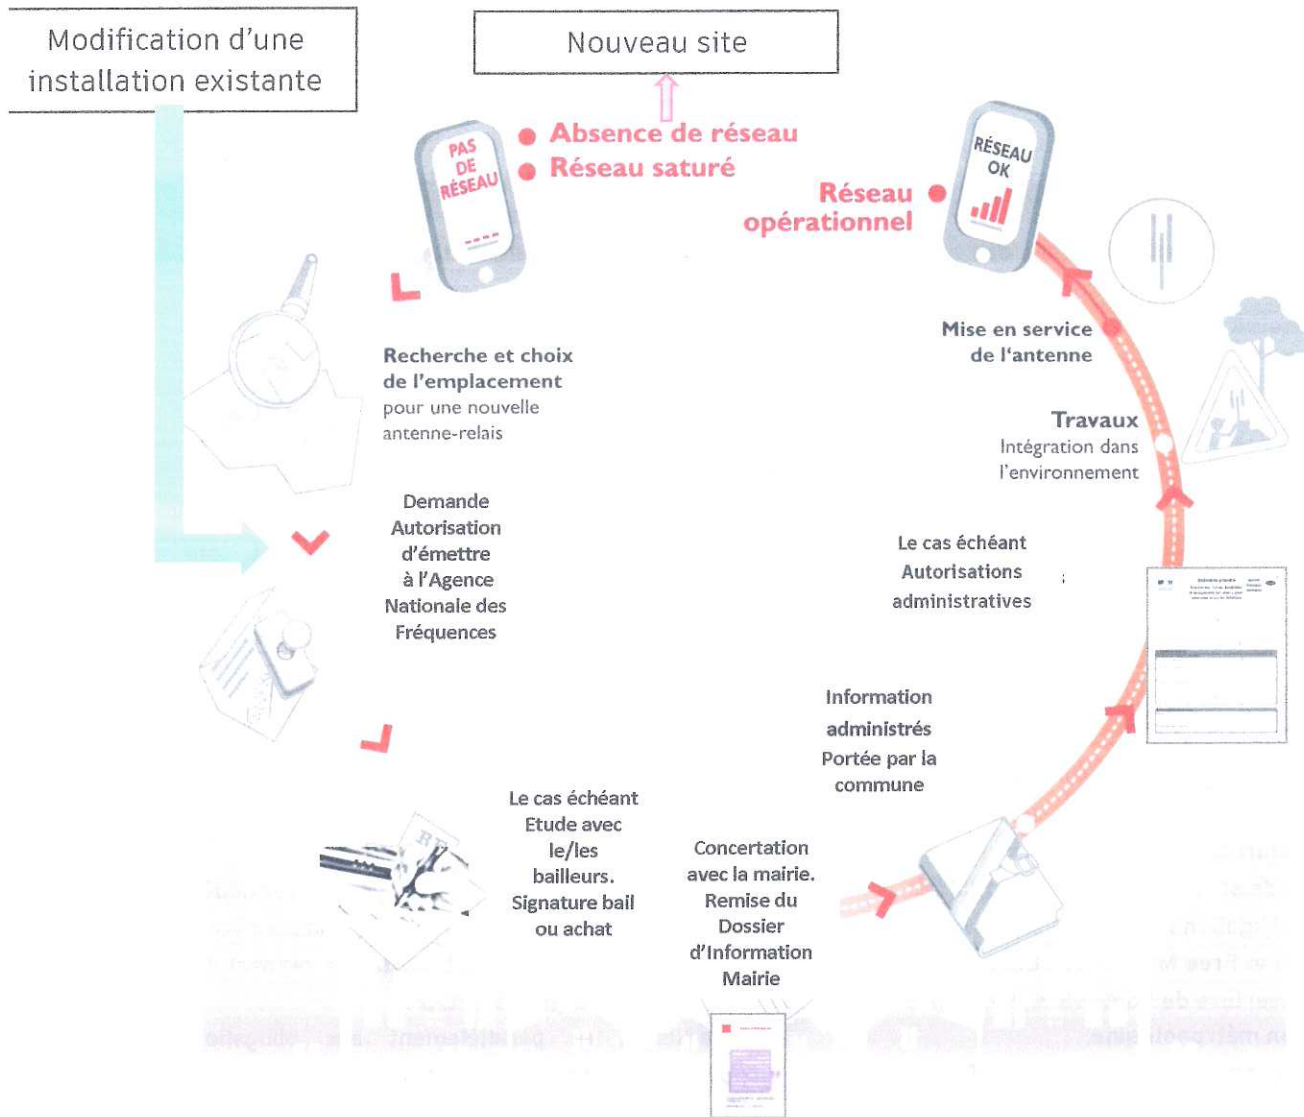 Modification d'une
installation existante
Nouveau site
Absence de réseau
Réseau saturé
PAS
DE
RÉSEAU
RÉSEAU
OK
Réseau
opérationnel
Recherche et choix
de l'emplacement
pour une nouvelle
antenne-relais
Demande
Autorisation
d'émettre
à l'Agence
Nationale des
Fréquences
Le cas échéant
Etude avec
le/les
bailleurs.
Signature bail
ou achat
Concertation
avec la mairie.
Remise du
Dossier
d'Information
Mairie
Information
administrés
Portée par la
commune
Le cas échéant
Autorisations
administratives
Travaux
Intégration dans
l'environnement
Mise en service
de l'antenne